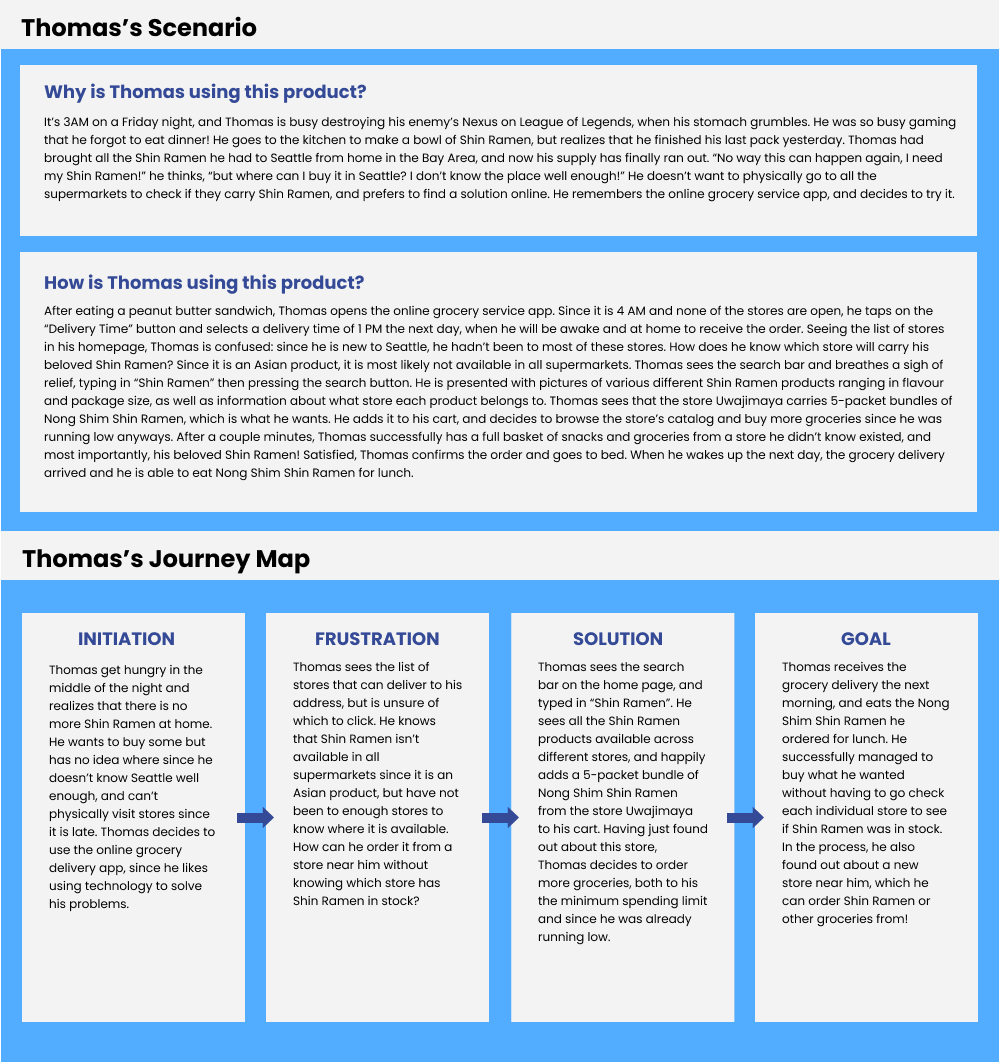 Thomas’s Scenario
Why is Thomas using this product?
It’s 3AM on a Friday night, and Thomas is busy destroying his enemy’s Nexus on League of Legends, when his stomach grumbles. He was so busy gaming
that he forgot to eat dinner! He goes to the kitchen to make a bowl of Shin Ramen, but realizes that he finished his last pack yesterday. Thomas had
brought all the Shin Ramen he had to Seattle from home in the Bay Area, and now his supply has finally ran out. “No way this can happen again, I need
my Shin Ramen!” he thinks, “but where can I buy it in Seattle? I don’t know the place well enough!” He doesn’t want to physically go to all the
supermarkets to check if they carry Shin Ramen, and prefers to find a solution online. He remembers the online grocery service app, and decides to try it.
How is Thomas using this product?
After eating a peanut butter sandwich, Thomas opens the online grocery service app. Since it is 4 AM and none of the stores are open, he taps on the
“Delivery Time” button and selects a delivery time of 1 PM the next day, when he will be awake and at home to receive the order. Seeing the list of stores
in his homepage, Thomas is confused: since he is new to Seattle, he hadn’t been to most of these stores. How does he know which store will carry his
beloved Shin Ramen? Since it is an Asian product, it is most likely not available in all supermarkets. Thomas sees the search bar and breathes a sigh of
relief, typing in “Shin Ramen” then pressing the search button. He is presented with pictures of various different Shin Ramen products ranging in flavour
and package size, as well as information about what store each product belongs to. Thomas sees that the store Uwajimaya carries 5-packet bundles of
Nong Shim Shin Ramen, which is what he wants. He adds it to his cart, and decides to browse the store’s catalog and buy more groceries since he was
running low anyways. After a couple minutes, Thomas successfully has a full basket of snacks and groceries from a store he didn’t know existed, and
most importantly, his beloved Shin Ramen! Satisfied, Thomas confirms the order and goes to bed. When he wakes up the next day, the grocery delivery
arrived and he is able to eat Nong Shim Shin Ramen for lunch.
Thomas’s Journey Map
INITIATION
Thomas get hungry in the
middle of the night and
realizes that there is no
more Shin Ramen at home.
He wants to buy some but
has no idea where since he
doesn’t know Seattle well
enough, and can’t
physically visit stores since
it is late. Thomas decides to
use the online grocery
delivery app, since he likes
using technology to solve
his problems.
FRUSTRATION
Thomas sees the list of
stores that can deliver to his
address, but is unsure of
which to click. He knows
that Shin Ramen isn’t
available in all
supermarkets since it is an
Asian product, but have not
been to enough stores to
know where it is available.
How can he order it from a
store near him without
knowing which store has
Shin Ramen in stock?
SOLUTION
Thomas sees the search
bar on the home page, and
typed in “Shin Ramen”. He
sees all the Shin Ramen
products available across
different stores, and happily
adds a 5-packet bundle of
Nong Shim Shin Ramen
from the store Uwajimaya
to his cart. Having just found
out about this store,
Thomas decides to order
more groceries, both to his
the minimum spending limit
and since he was already
running low.
GOAL
Thomas receives the
grocery delivery the next
morning, and eats the Nong
Shim Shin Ramen he
ordered for lunch. He
successfully managed to
buy what he wanted
without having to go check
each individual store to see
if Shin Ramen was in stock.
In the process, he also
found out about a new
store near him, which he
can order Shin Ramen or
other groceries from!